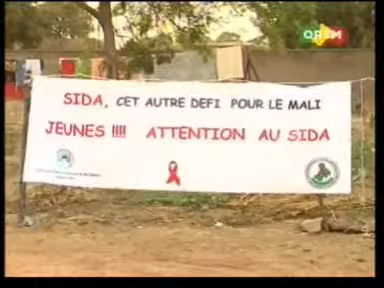 ORTM
SIDA, CET AUTRE DEFI POUR LE MALI
JEUNES !!!! ATTENTION AU SIDA